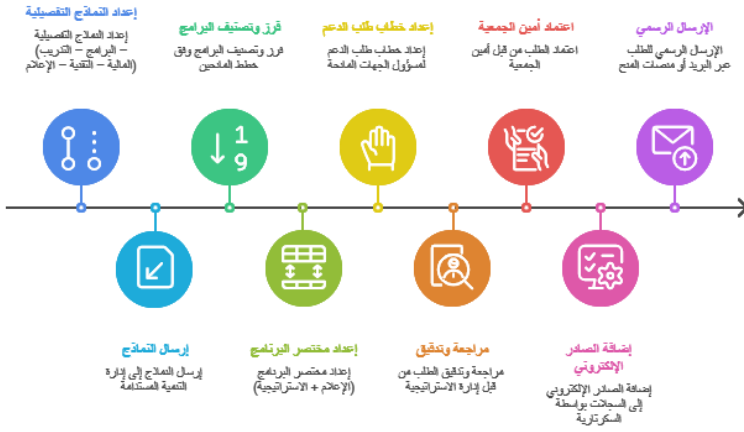 إعداد النماذج التفصيلية
إعداد النماذج التفصيلية
(البرامج – التدريب –
المالية – التقنية – الإعلام)
إرسال النماذج
إرسال النماذج إلى إدارة
التنمية المستدامة
فرز وتصنيف البرامج
فرز وتصنيف البرامج وفق
خطط المانحين
1
9
إعداد مختصر البرنامج
إعداد مختصر البرنامج
(الإعلام + الاستراتيجية)
إعداد خطاب طلب الدعم
إعداد خطاب طلب الدعم
لمسؤول الجهات المانحة
مراجعة وتدقيق
مراجعة وتدقيق الطلب من
قبل إدارة الاستراتيجية
اعتماد أمين الجمعية
اعتماد الطلب من قبل أمين
الجمعية
إضافة الصادر
الإلكتروني
إضافة الصادر الإلكتروني
إلى السجلات بواسطة
السكرتارية
الإرسال الرسمي
الإرسال الرسمي للطلب
عبر البريد أو منصات المنح